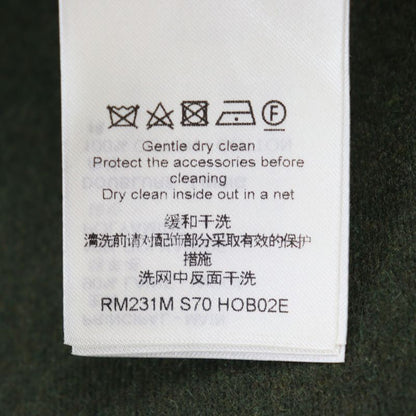 Gentle dry clean
Protect the accessories before
cleaning
Dry clean inside out in a net
缓和干洗
清洗前请对配饰部分采取有效的保护
措施
洗网中反面干洗
RM231M S70 HOB02E